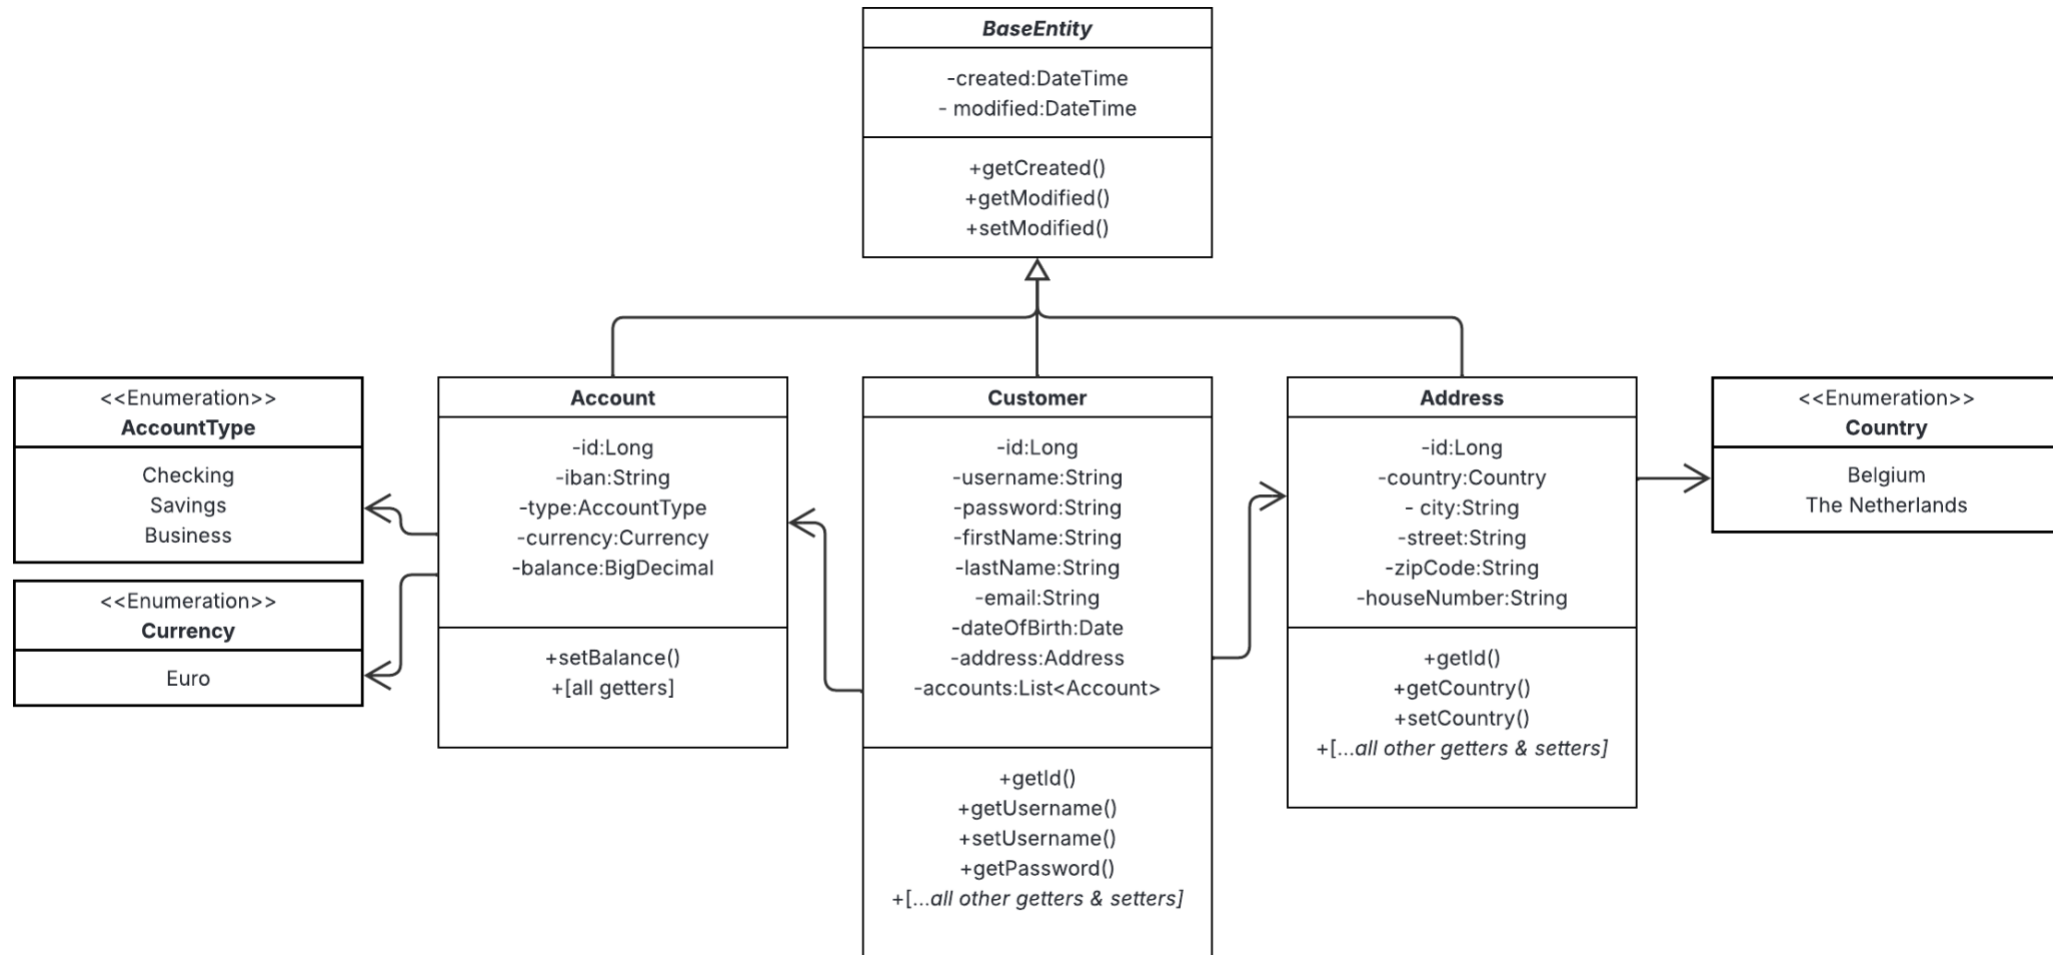 BaseEntity
-created:DateTime
- modified:DateTime
+getCreated()
+getModified()
+setModified()
<<Enumeration>>
AccountType
Checking
Savings
Business
<<Enumeration>>
Currency
Euro
Account
-id:Long
-iban:String
-type:AccountType
-currency:Currency
-balance:BigDecimal
+setBalance()
+[all getters]
Customer
-id:Long
-username:String
-password:String
-firstName:String
-lastName:String
-email:String
-dateOfBirth:Date
-address:Address
-accounts:List<Account>
+getId()
+getUsername()
+setUsername()
+getPassword()
+[...all other getters & setters]
Address
-id:Long
-country:Country
- city:String
-street:String
-zipCode:String
-houseNumber:String
+getId()
+getCountry()
+setCountry()
+[...all other getters & setters]
<<Enumeration>>
Country
Belgium
The Netherlands